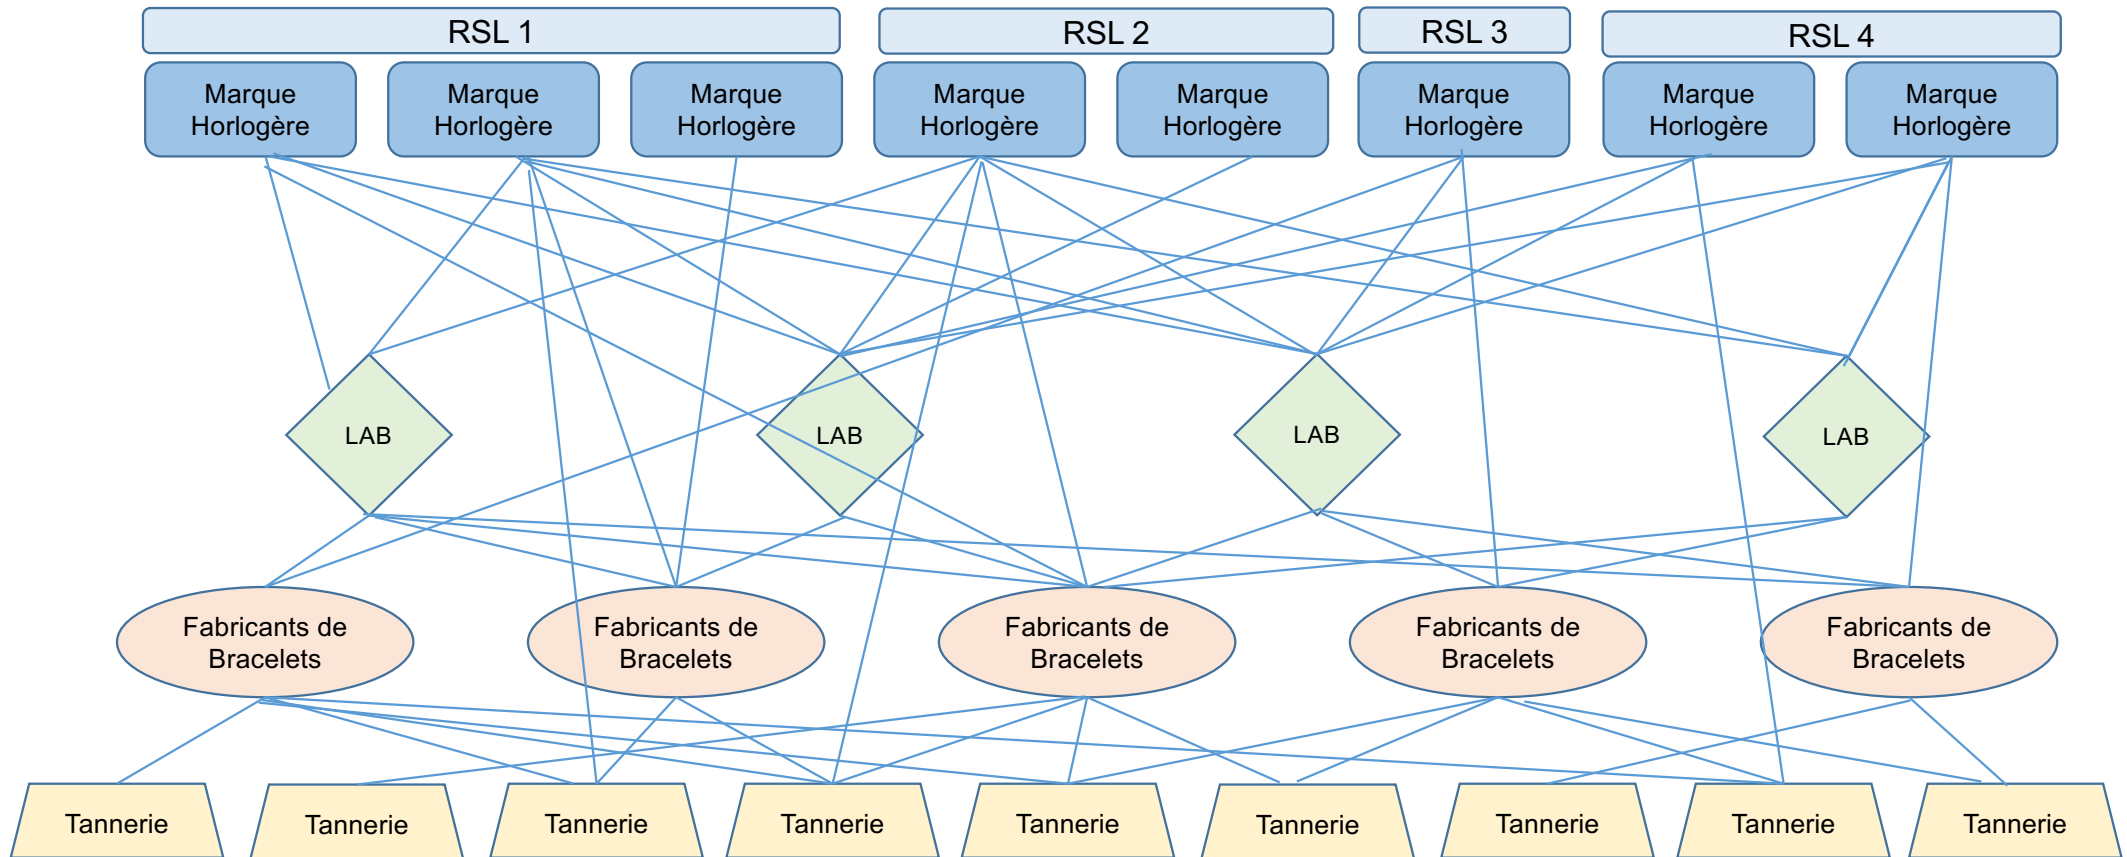 RSL 1
RSL 2
RSL 3
RSL 4
Marque
Horlogère
Marque
Horlogère
Marque
Horlogère
Marque
Horlogère
Marque
Horlogère
Marque
Horlogère
Marque
Horlogère
Marque
Horlogère
LAB
LAB
LAB
LAB
Fabricants de
Bracelets
Fabricants de
Bracelets
Fabricants de
Bracelets
Fabricants de
Bracelets
Fabricants de
Bracelets
Tannerie
Tannerie
Tannerie
Tannerie
Tannerie
Tannerie
Tannerie
Tannerie
Tannerie